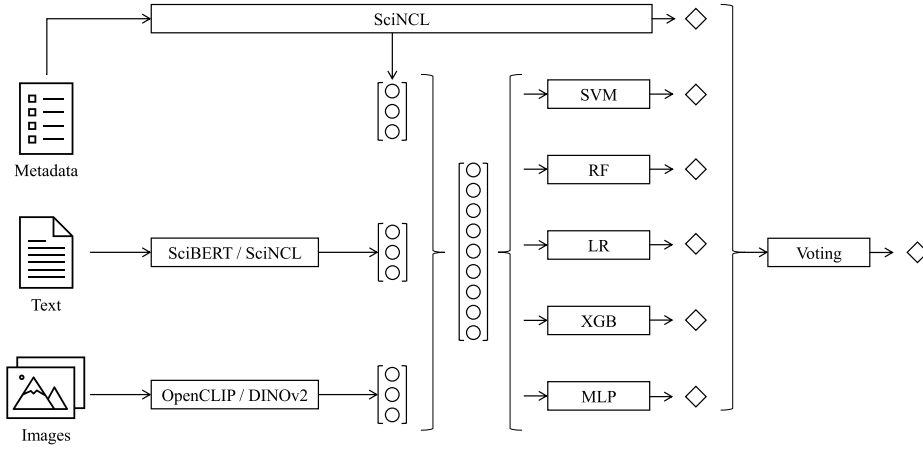 SciNCL
Metadata
SVM
RF
SciBERT / SciNCL
Text
LR
Voting
XGB
OpenCLIP / DINOv2
Images
MLP